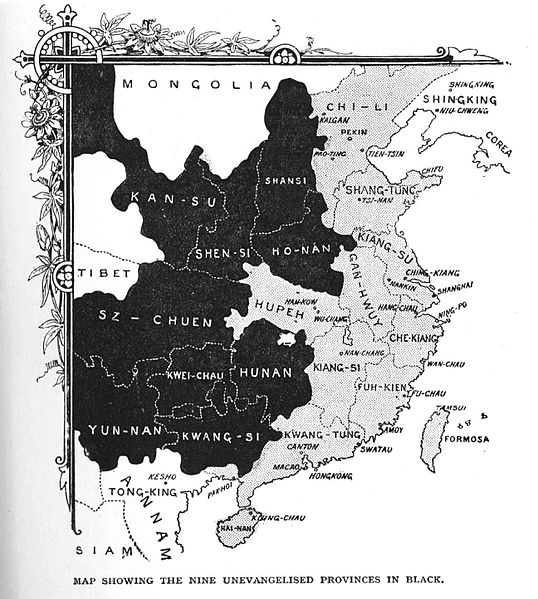 MONGOLIA
SHINGKING
SHINGKING
NIU-CHWENG
CHI-LI
KALGAN
PEKIN
COREA
PAO-TING
TIEN-TSIN
CHIFU
SHANSI
KAN-SU
SHANG-TUNG
TSI-NAN
KIANG-SU
SHEN-SI
HO-NAN
GAN-HWUY
TIBET
CHING-KIANG
NANKIN
SHANGHAI
HAN-KOW
HUPEH
WU-CHANG
HANG-CHAU
NING-PO
SZ-CHUEN
CHE-KIANG
NAN-CHANG
WAN-CHAU
KWEI-CHAU
HUNAN
KIANG-SI
FUH-KIEN
FU-CHAU
TAMSUI
YUN-NAN
KWANG-SI
KWANG-TUNG
AMOY
FORMOSA
CANTON
SWATAU
MACAO
HONGKONG
KESHO
PAKHOI
TONG-KING
ANNAM
KIUNG-CHAU
HAI-NAN
SIAM
MAP SHOWING THE NINE UNEVANGELISED PROVINCES IN BLACK.